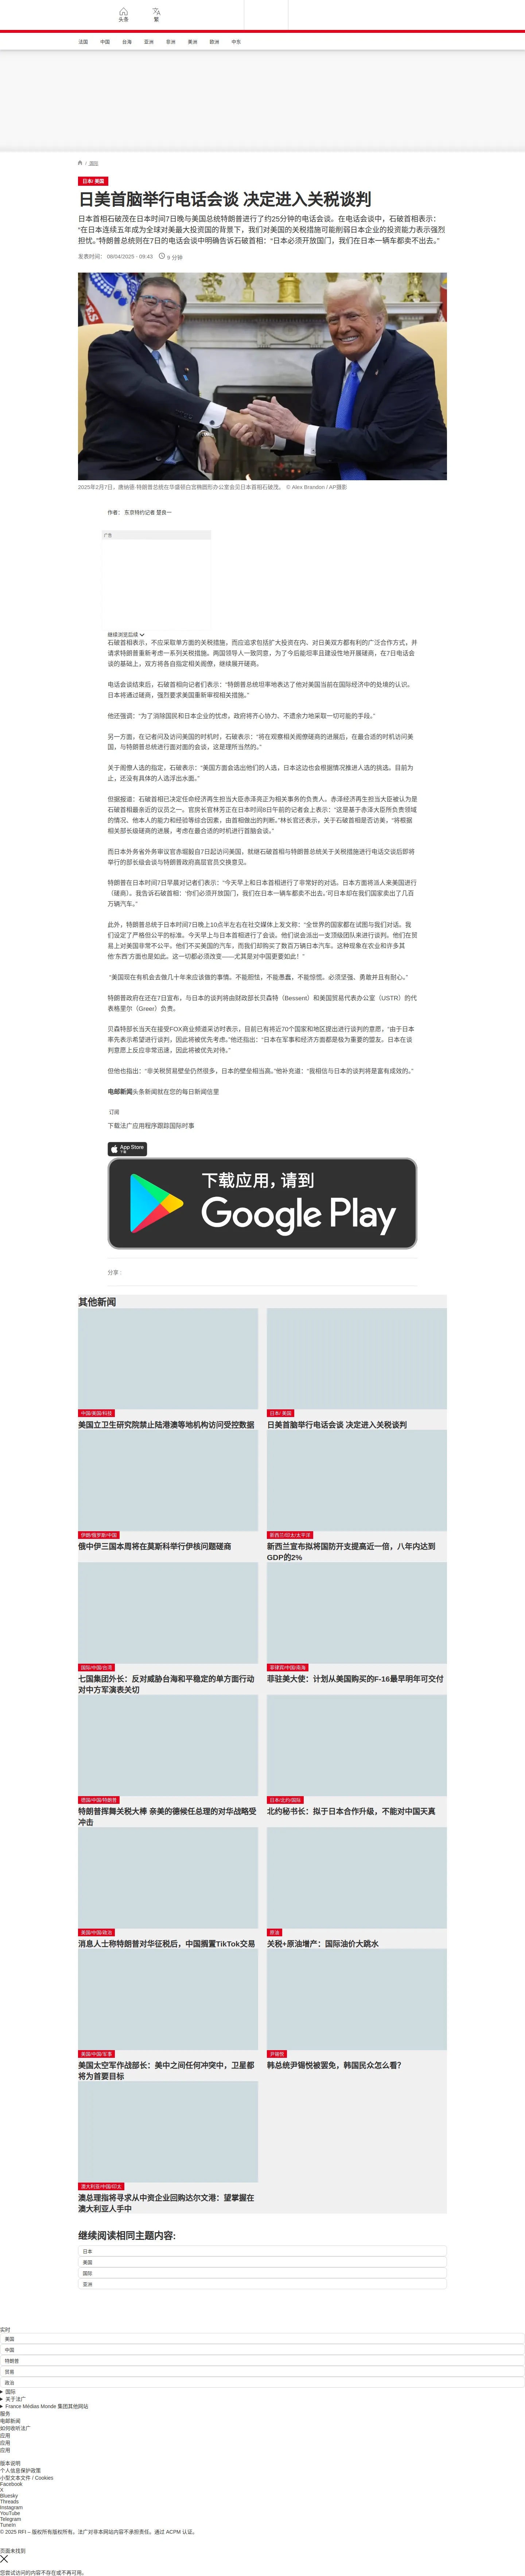 头条
繁
法国
中国
台海
亚洲
非洲
美洲
欧洲
中东
/ 国际
日本/ 美国
日美首脑举行电话会谈 决定进入关税谈判
日本首相石破茂在日本时间7日晚与美国总统特朗普进行了约25分钟的电话会谈。在电话会谈中，石破首相表示：
“在日本连续五年成为全球对美最大投资国的背景下，我们对美国的关税措施可能削弱日本企业的投资能力表示强烈
担忧。”特朗普总统则在7日的电话会谈中明确告诉石破首相：“日本必须开放国门，我们在日本一辆车都卖不出去。”
发表时间： 08/04/2025 - 09:43
9 分钟
2025年2月7日，唐纳德·特朗普总统在华盛顿白宫椭圆形办公室会见日本首相石破茂。 © Alex Brandon / AP摄影
作者： 东京特约记者 楚良一
广告
继续浏览后续
石破首相表示，不应采取单方面的关税措施，而应追求包括扩大投资在内、对日美双方都有利的广泛合作方式，并
请求特朗普重新考虑一系列关税措施。两国领导人一致同意，为了今后能坦率且建设性地开展磋商，在7日电话会
谈的基础上，双方将各自指定相关阁僚，继续展开磋商。
电话会谈结束后，石破首相向记者们表示：“特朗普总统坦率地表达了他对美国当前在国际经济中的处境的认识。
日本将通过磋商，强烈要求美国重新审视相关措施。”
他还强调：“为了消除国民和日本企业的忧虑，政府将齐心协力、不遗余力地采取一切可能的手段。”
另一方面，在记者问及访问美国的时机时，石破表示：“将在观察相关阁僚磋商的进展后，在最合适的时机访问美
国，与特朗普总统进行面对面的会谈，这是理所当然的。”
关于阁僚人选的指定，石破表示：“美国方面会选出他们的人选，日本这边也会根据情况推进人选的挑选。目前为
止，还没有具体的人选浮出水面。”
但据报道：石破首相已决定任命经济再生担当大臣赤泽亮正为相关事务的负责人。赤泽经济再生担当大臣被认为是
石破首相最亲近的议员之一。官房长官林芳正在日本时间8日午前的记者会上表示：“这是基于赤泽大臣所负责领域
的情况、他本人的能力和经验等综合因素，由首相做出的判断。”林长官还表示，关于石破首相是否访美，“将根据
相关部长级磋商的进展，考虑在最合适的时机进行首脑会谈。”
而日本外务省外务审议官赤堀毅自7日起访问美国，就继石破首相与特朗普总统关于关税措施进行电话交谈后即将
举行的部长级会谈与特朗普政府高层官员交换意见。
特朗普在日本时间7日早晨对记者们表示：“今天早上和日本首相进行了非常好的对话。日本方面将派人来美国进行
（磋商）。我告诉石破首相：‘你们必须开放国门，我们在日本一辆车都卖不出去。’可日本却在我们国家卖出了几百
万辆汽车。”
此外，特朗普总统于日本时间7日晚上10点半左右在社交媒体上发文称：“全世界的国家都在试图与我们对话。我
们设定了严格但公平的标准。今天早上与日本首相进行了会谈。他们说会派出一支顶级团队来进行谈判。他们在贸
易上对美国非常不公平。他们不买美国的汽车，而我们却购买了数百万辆日本汽车。这种现象在农业和许多其
他‘东西’方面也是如此。这一切都必须改变——尤其是对中国更要如此！”
“美国现在有机会去做几十年来应该做的事情。不能胆怯，不能愚蠢，不能惊慌。必须坚强、勇敢并且有耐心。”
特朗普政府在还在7日宣布，与日本的谈判将由财政部长贝森特（Bessent）和美国贸易代表办公室（USTR）的代
表格里尔（Greer）负责。
贝森特部长当天在接受FOX商业频道采访时表示，目前已有将近70个国家和地区提出进行谈判的意愿，“由于日本
率先表示希望进行谈判，因此将被优先考虑。”他还指出：“日本在军事和经济方面都是极为重要的盟友。日本在谈
判意愿上反应非常迅速，因此将被优先对待。”
但他也指出：“非关税贸易壁垒仍然很多，日本的壁垒相当高。”他补充道：“我相信与日本的谈判将是富有成效的。”
电邮新闻头条新闻就在您的每日新闻信里
订阅
下载法广应用程序跟踪国际时事
App Store
下载
下载应用，请到
Google Play
分享 :
其他新闻
中国/美国/科技
美国立卫生研究院禁止陆港澳等地机构访问受控数据
日本/ 美国
日美首脑举行电话会谈 决定进入关税谈判
伊朗/俄罗斯/中国
俄中伊三国本周将在莫斯科举行伊核问题磋商
新西兰/印太/太平洋
新西兰宣布拟将国防开支提高近一倍，八年内达到
GDP的2%
国际/中国/台湾
七国集团外长：反对威胁台海和平稳定的单方面行动
对中方军演表关切
菲律宾/中国/南海
菲驻美大使：计划从美国购买的F-16最早明年可交付
德国/中国/特朗普
特朗普挥舞关税大棒 亲美的德候任总理的对华战略受
冲击
日本/北约/国际
北约秘书长：拟于日本合作升级，不能对中国天真
美国/中国/政治
消息人士称特朗普对华征税后，中国搁置TikTok交易
原油
关税+原油增产：国际油价大跳水
美国/中国/军事
美国太空军作战部长：美中之间任何冲突中，卫星都
将为首要目标
尹锡悦
韩总统尹锡悦被罢免，韩国民众怎么看？
澳大利亚/中国/印太
澳总理指将寻求从中资企业回购达尔文港：望掌握在
澳大利亚人手中
继续阅读相同主题内容:
日本
美国
国际
亚洲
实时
美国
中国
特朗普
贸易
政治
国际
关于法广
France Médias Monde 集团其他网站
服务
电邮新闻
如何收听法广
应用
应用
应用
版本说明
个人信息保护政策
小型文本文件 / Cookies
Facebook
X
Bluesky
Threads
Instagram
YouTube
Telegram
TuneIn
© 2025 RFI – 版权所有版权所有。法广对非本网站内容不承担责任。通过 ACPM 认证。
页面未找到
您尝试访问的内容不存在或不再可用。